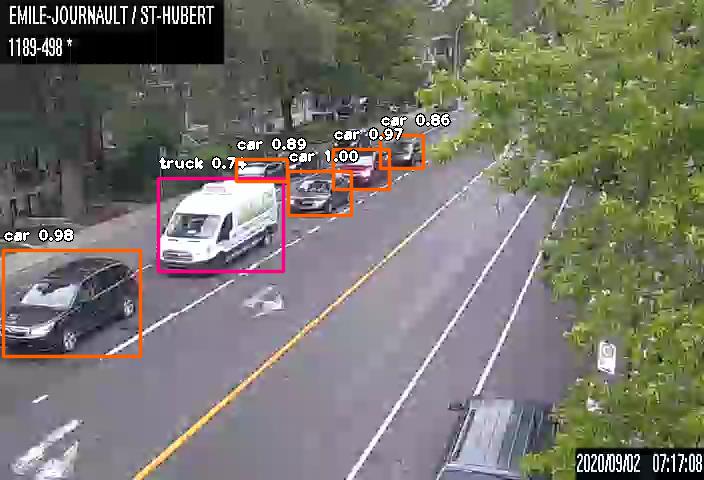 EMILE-JOURNAULT / ST-HUBERT
1189-498 *
car 0.86
car 0.97
car 0.89
car 1.00
truck 0.7
car 0.98
2020/09/02 07:17:08